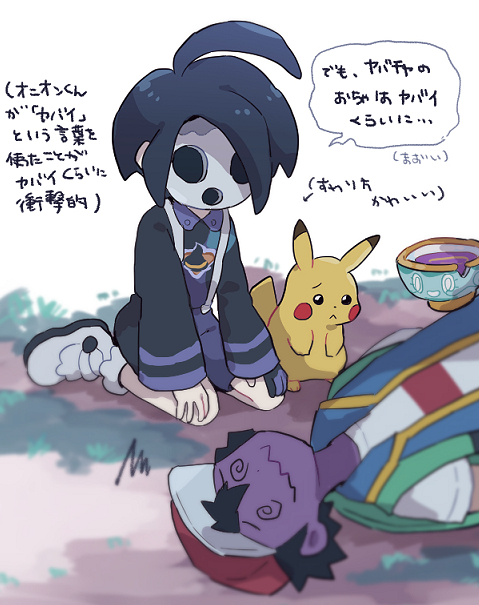 (オニオンくん
が「ヤバイ」
という言葉を
使たことが
ヤバイくらいに
衝撃的)
でも、ヤバチャの
おちゃは ヤバイ
くらいに…
(まずい)
(すわり方
かわいい)